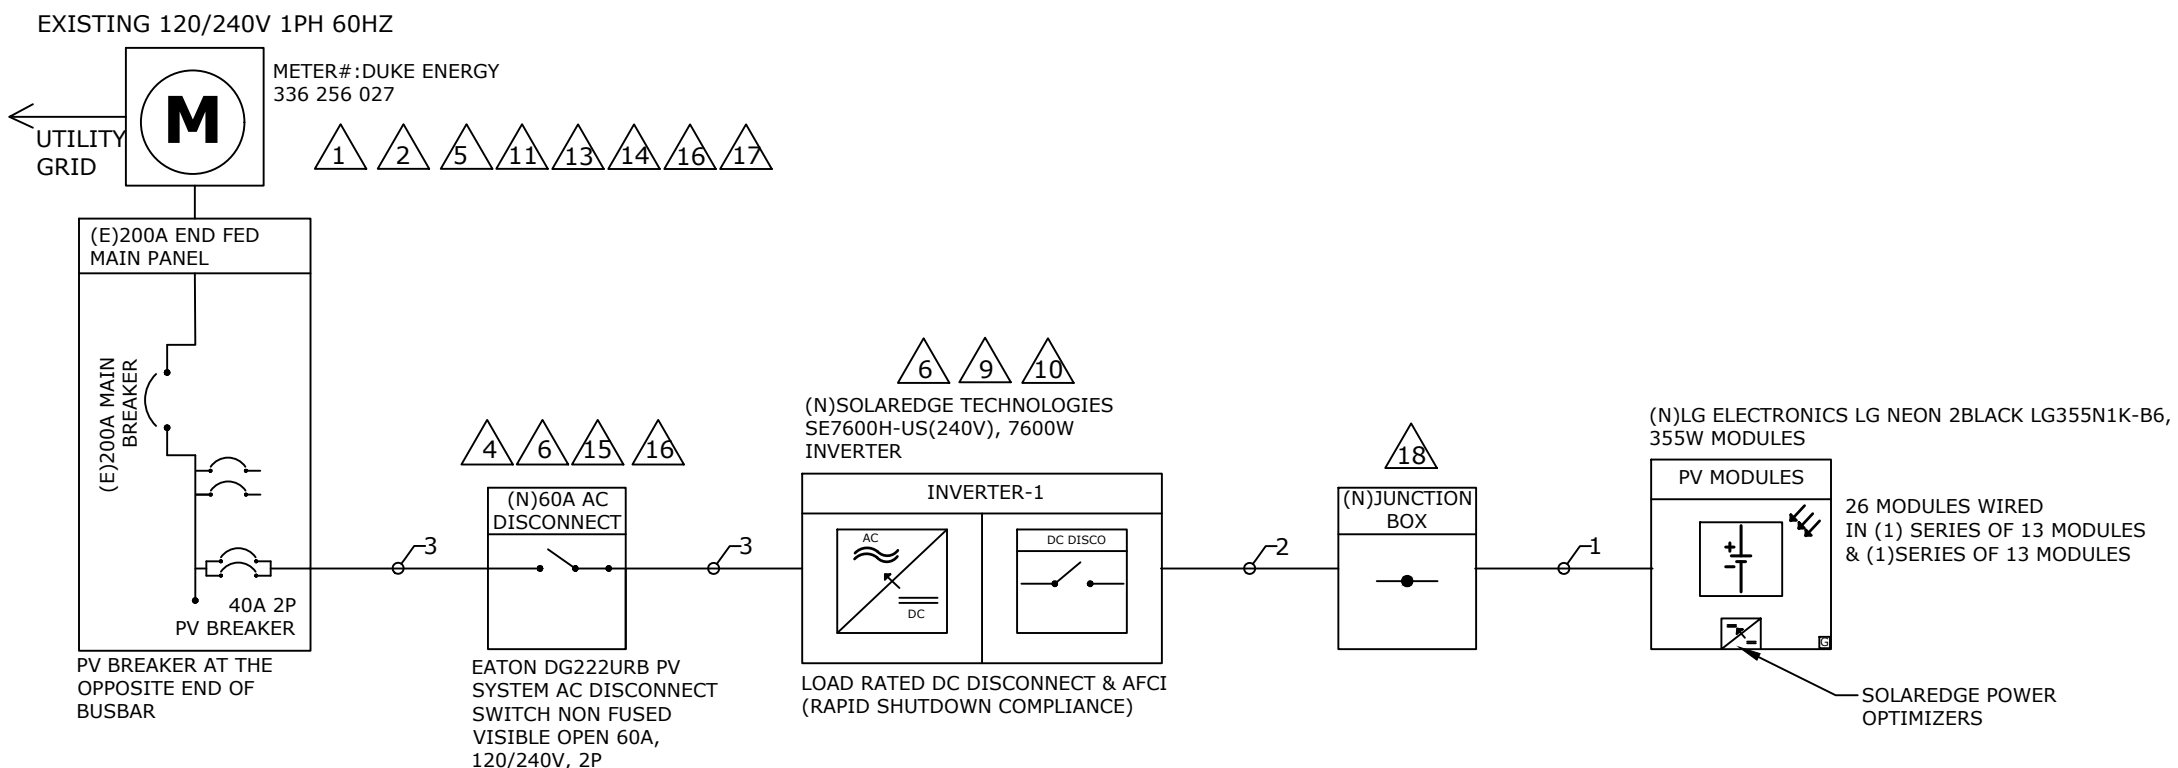 EXISTING 120/240V 1PH 60HZ
M
METER#:DUKE ENERGY
336 256 027
UTILITY
GRID
1 2 5 11 13 14 16 17
(E)200A END FED
MAIN PANEL
(E)200A MAIN
BREAKER
40A 2P
PV BREAKER
PV BREAKER AT THE
OPPOSITE END OF
BUSBAR
3
4 6 15 16
(N)60A AC
DISCONNECT
EATON DG222URB PV
SYSTEM AC DISCONNECT
SWITCH NON FUSED
VISIBLE OPEN 60A,
120/240V, 2P
3
6 9 10
(N)SOLAREDGE TECHNOLOGIES
SE7600H-US(240V), 7600W
INVERTER
INVERTER-1
AC
DC
DC DISCO
LOAD RATED DC DISCONNECT & AFCI
(RAPID SHUTDOWN COMPLIANCE)
2
18
(N)JUNCTION
BOX
1
(N)LG ELECTRONICS LG NEON 2BLACK LG355N1K-B6,
355W MODULES
PV MODULES
G
26 MODULES WIRED
IN (1) SERIES OF 13 MODULES
& (1)SERIES OF 13 MODULES
SOLAREDGE POWER
OPTIMIZERS